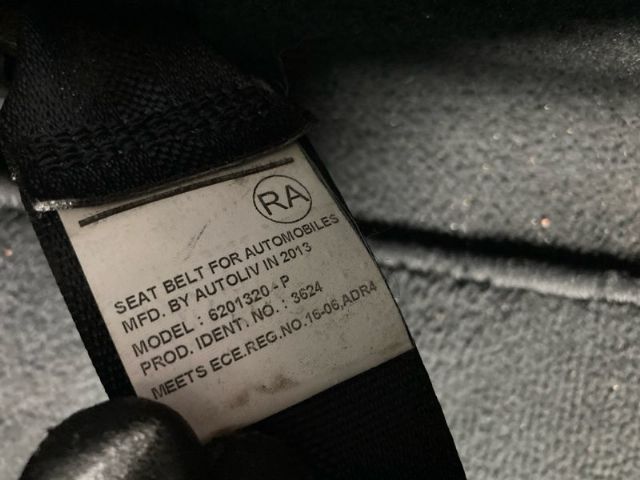 RA
SEAT BELT FOR AUTOMOBILES
MFD. BY AUTOLIV IN 2013
MODEL : 6201320 - P
PROD. IDENT. NO. : 3624
MEETS ECE.REG.NO.16-06,ADR4